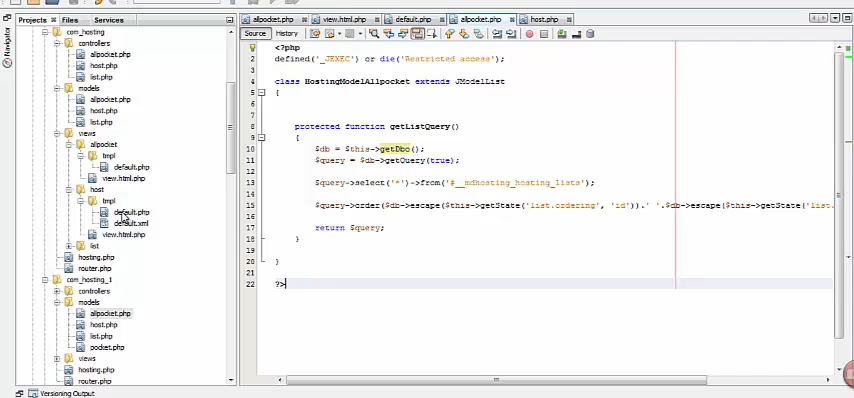 Navigator
Projects Files Services
com_hosting
controllers
allpocket.php
host.php
list.php
models
allpocket.php
host.php
list.php
views
allpocket
tmpl
default.php
view.html.php
host
tmpl
default.php
default.xml
view.html.php
list
hosting.php
router.php
com_hosting_1
controllers
models
allpocket.php
host.php
list.php
pocket.php
views
hosting.php
router.php
allpocket.php view.html.php default.php allpocket.php host.php
Source History
<?php
2 defined('_JEXEC') or die('Restricted access');
3
4 class HostingModelAllpocket extends JModelList
5 {
6
7
8 protected function getListQuery()
9 {
10 $db = $this->getDbo();
11 $query = $db->getQuery(true);
12
13 $query->select('*')->from('#__mdhosting_hosting_lists');
14
15 $query->order($db->escape($this->getState('list.ordering', 'id')).' '.$db->escape($this->getState('list.
16
17 return $query;
18 }
19
20 }
21
22 ?>
Versioning Output